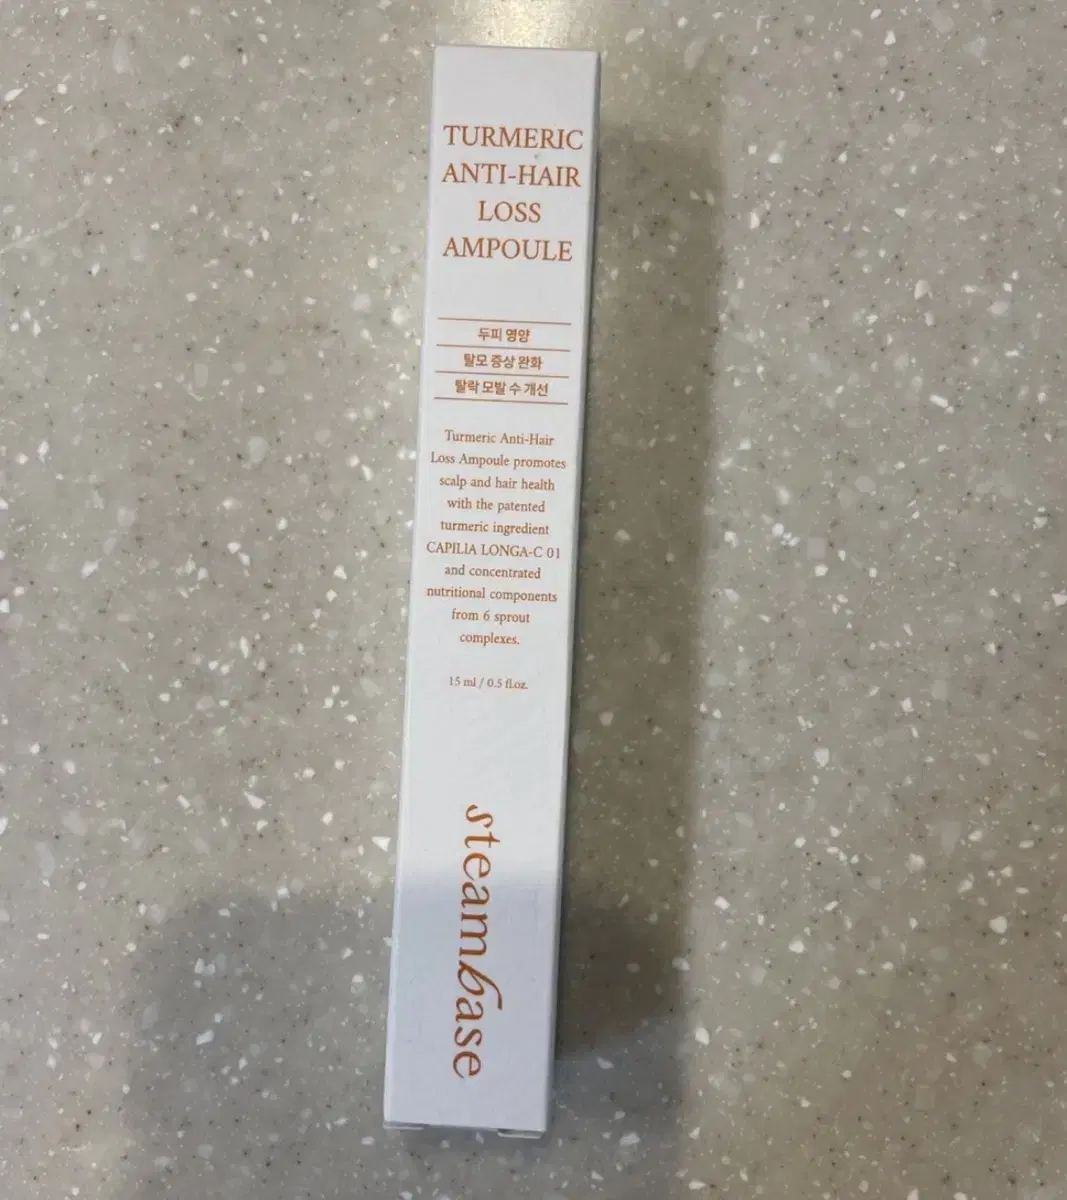 TURMERIC
ANTI-HAIR
LOSS
AMPOULE
두피 영양
탈모 증상 완화
탈락 모발 수 개선
Turmeric Anti-Hair
Loss Ampoule promotes
scalp and hair health
with the patented
turmeric ingredient
CAPILIA LONGA-C 01
and concentrated
nutritional components
from 6 sprout
complexes.
15 ml / 0.5 fl.oz.
steambase